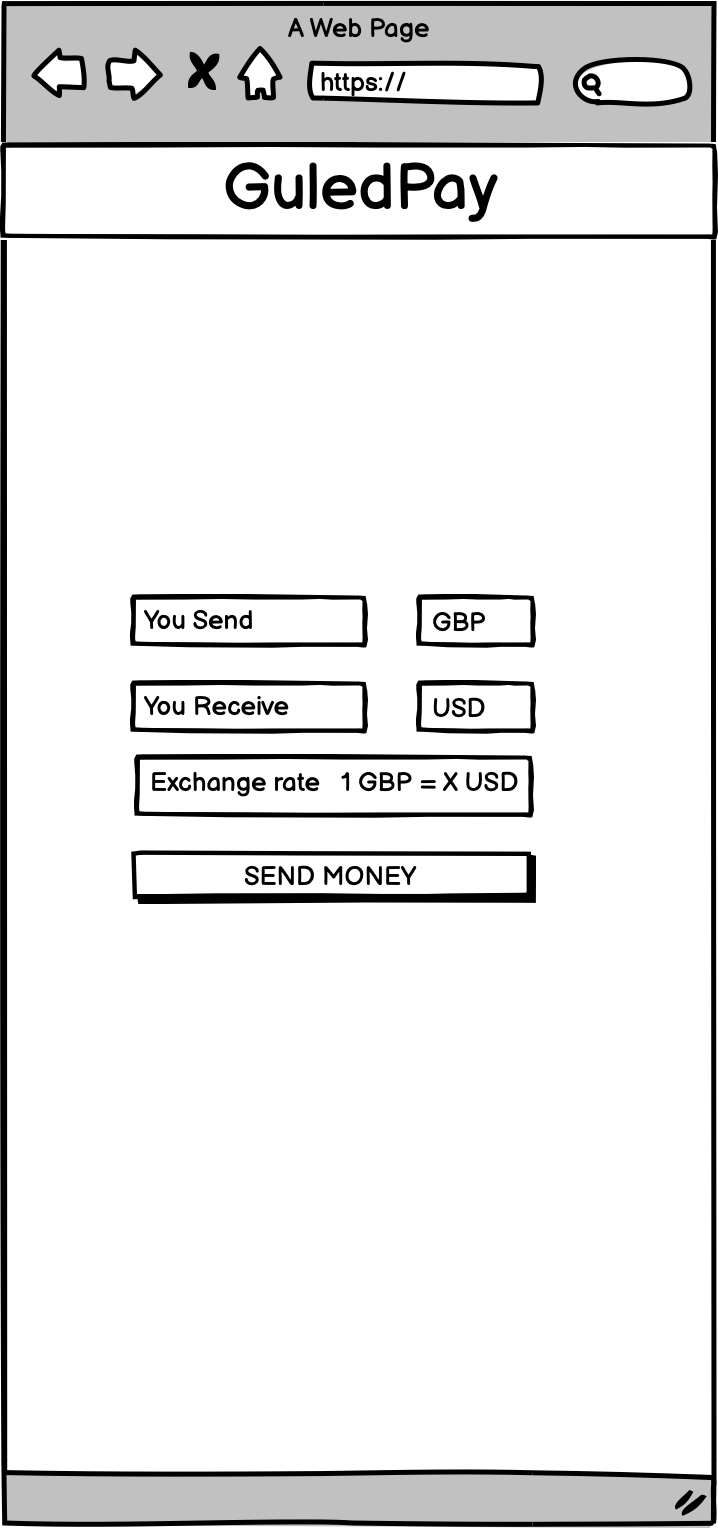 A Web Page
https://
GuledPay
You Send GBP
You Receive USD
Exchange rate 1 GBP = X USD
SEND MONEY